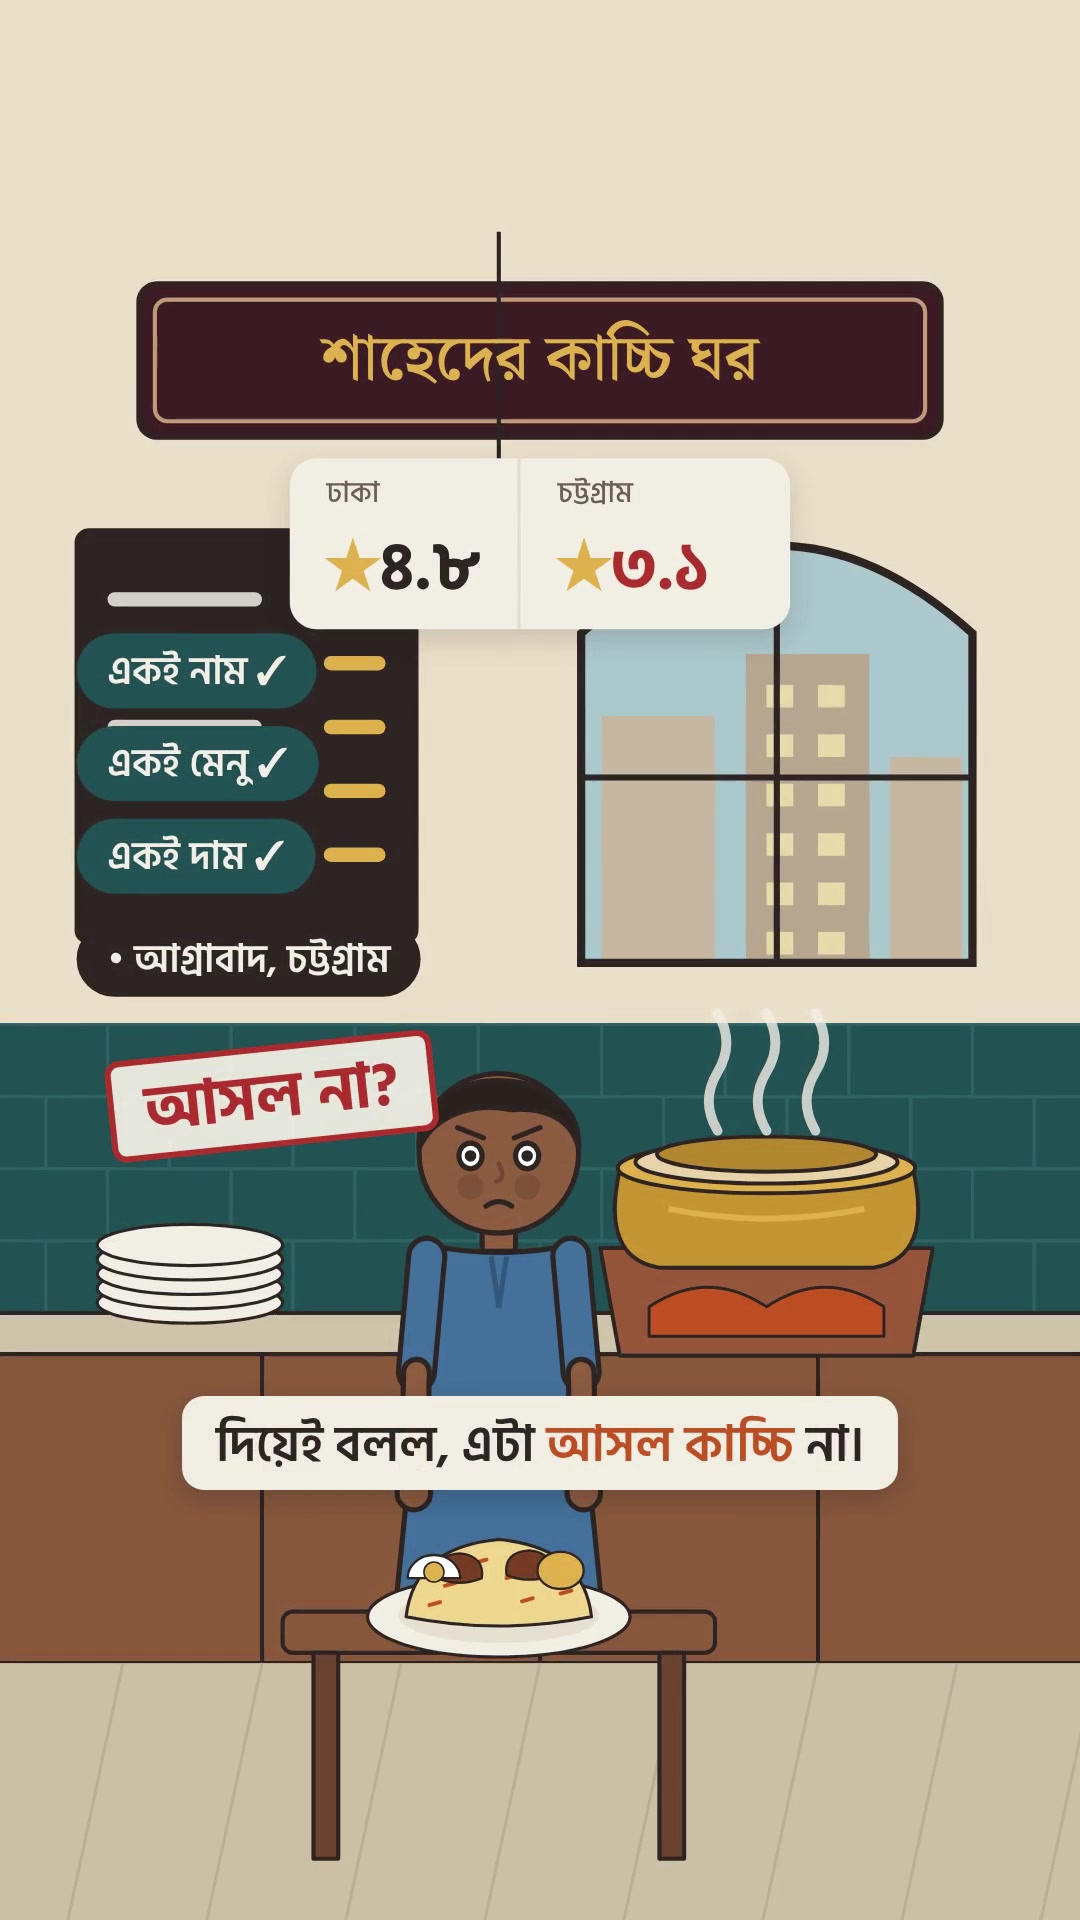 শাহেদের কাচ্চি ঘর
ঢাকা
চট্টগ্রাম
★৪.৮
★৩.১
একই নাম ✓
একই মেনু ✓
একই দাম ✓
• আগ্রাবাদ, চট্টগ্রাম
আসল না?
দিয়েই বলল, এটা আসল কাচ্চি না।